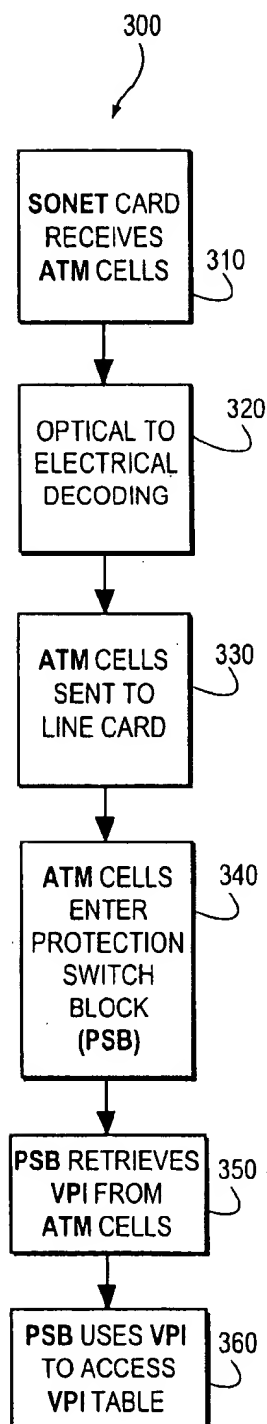 300
SONET CARD
RECEIVES
ATM CELLS
310
OPTICAL TO
ELECTRICAL
DECODING
320
ATM CELLS
SENT TO
LINE CARD
330
ATM CELLS
ENTER
PROTECTION
SWITCH
BLOCK
(PSB)
340
PSB RETRIEVES
VPI FROM
ATM CELLS
350
PSB USES VPI
TO ACCESS
VPI TABLE
360